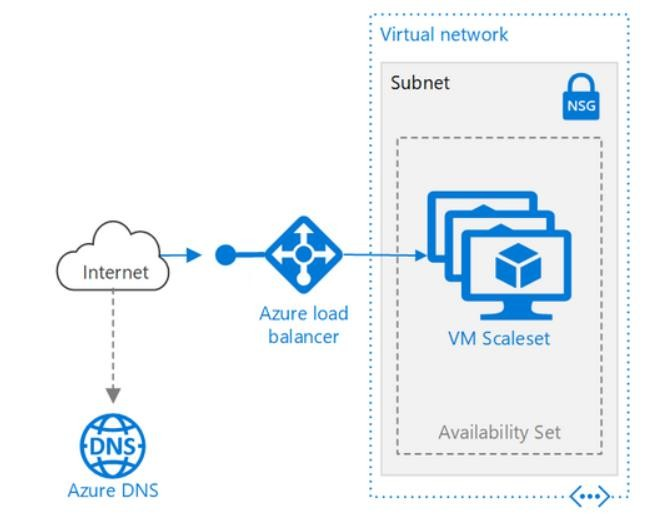 Virtual network
Subnet
NSG
Internet
Azure load
balancer
VM Scaleset
Availability Set
DNS
Azure DNS